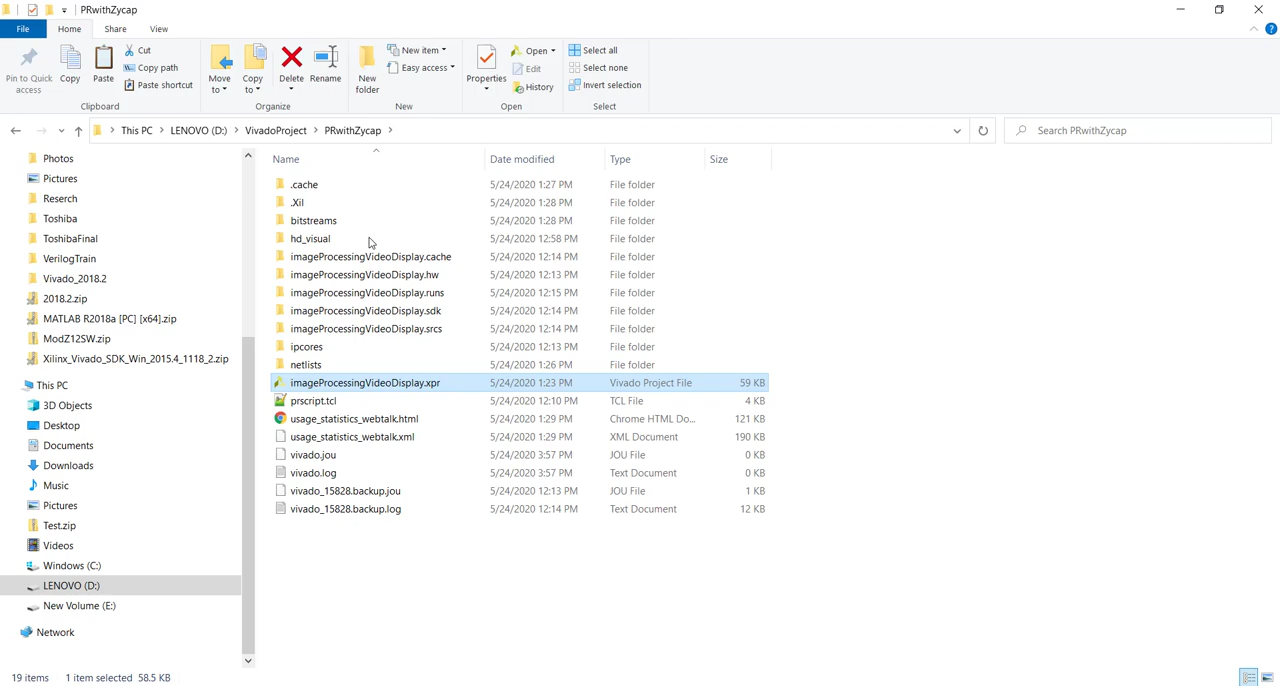 PRwithZycap
File Home Share View
Pin to Quick access
Copy
Paste
Cut
Copy path
Paste shortcut
Clipboard
Move to
Copy to
Delete
Rename
Organize
New folder
New item
Easy access
New
Properties
Open
Edit
History
Open
Select all
Select none
Invert selection
Select
This PC > LENOVO (D:) > VivadoProject > PRwithZycap >
Search PRwithZycap
Photos
Pictures
Reserch
Toshiba
ToshibaFinal
VerilogTrain
Vivado_2018.2
2018.2.zip
MATLAB R2018a [PC] [x64].zip
ModZ12SW.zip
Xilinx_Vivado_SDK_Win_2015.4_1118_2.zip
This PC
3D Objects
Desktop
Documents
Downloads
Music
Pictures
Test.zip
Videos
Windows (C:)
LENOVO (D:)
New Volume (E:)
Network
Name Date modified Type Size
.cache 5/24/2020 1:27 PM File folder
.Xil 5/24/2020 1:28 PM File folder
bitstreams 5/24/2020 1:28 PM File folder
hd_visual 5/24/2020 12:58 PM File folder
imageProcessingVideoDisplay.cache 5/24/2020 12:14 PM File folder
imageProcessingVideoDisplay.hw 5/24/2020 12:13 PM File folder
imageProcessingVideoDisplay.runs 5/24/2020 12:15 PM File folder
imageProcessingVideoDisplay.sdk 5/24/2020 12:14 PM File folder
imageProcessingVideoDisplay.srcs 5/24/2020 12:14 PM File folder
ipcores 5/24/2020 12:13 PM File folder
netlists 5/24/2020 1:26 PM File folder
imageProcessingVideoDisplay.xpr 5/24/2020 1:23 PM Vivado Project File 59 KB
prscript.tcl 5/24/2020 12:10 PM TCL File 4 KB
usage_statistics_webtalk.html 5/24/2020 1:29 PM Chrome HTML Do... 121 KB
usage_statistics_webtalk.xml 5/24/2020 1:29 PM XML Document 190 KB
vivado.jou 5/24/2020 3:57 PM JOU File 0 KB
vivado.log 5/24/2020 3:57 PM Text Document 0 KB
vivado_15828.backup.jou 5/24/2020 12:13 PM JOU File 1 KB
vivado_15828.backup.log 5/24/2020 12:14 PM Text Document 12 KB
19 items 1 item selected 58.5 KB